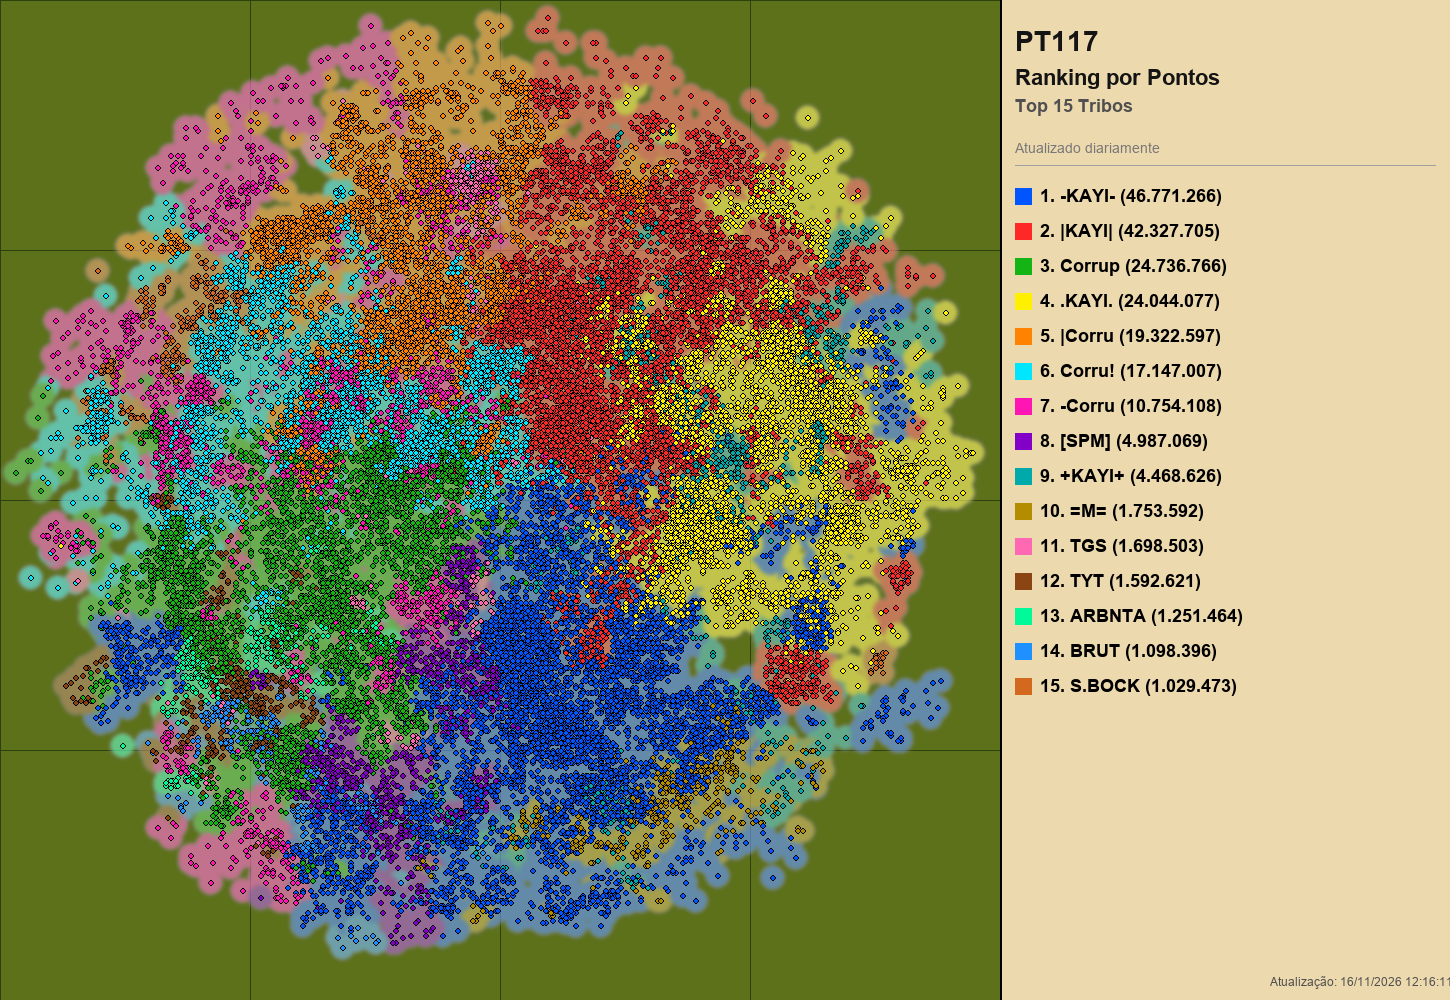 PT117
Ranking por Pontos
Top 15 Tribos
Atualizado diariamente
1. -KAYI- (46.771.266)
2. |KAYI| (42.327.705)
3. Corrup (24.736.766)
4. .KAYI. (24.044.077)
5. |Corru (19.322.597)
6. Corru! (17.147.007)
7. -Corru (10.754.108)
8. [SPM] (4.987.069)
9. +KAYI+ (4.468.626)
10. =M= (1.753.592)
11. TGS (1.698.503)
12. TYT (1.592.621)
13. ARBNTA (1.251.464)
14. BRUT (1.098.396)
15. S.BOCK (1.029.473)
Atualização: 16/11/2026 12:16:11